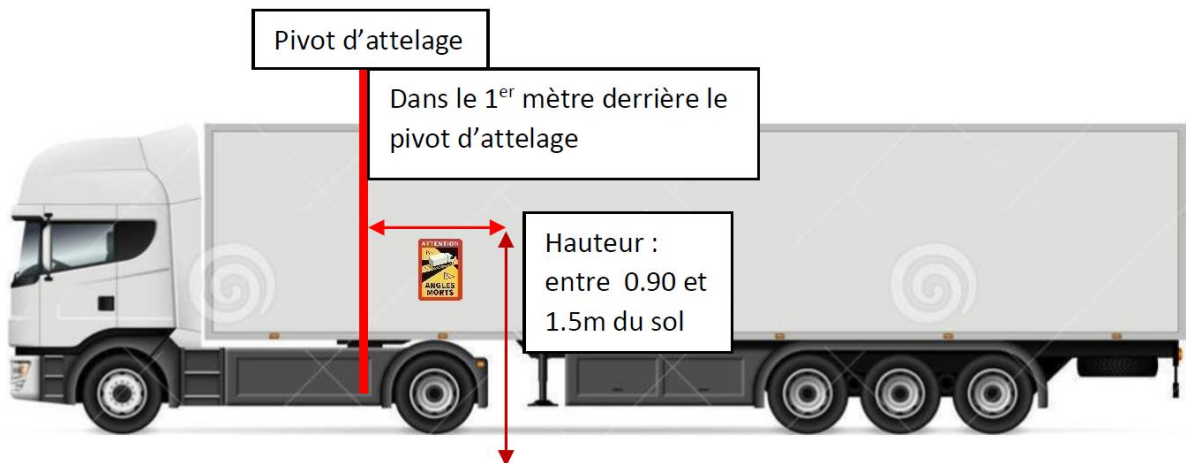 Pivot d’attelage
Dans le 1er mètre derrière le
pivot d’attelage
ATTENTION
ANGLES
MORTS
Hauteur :
entre 0.90 et
1.5m du sol